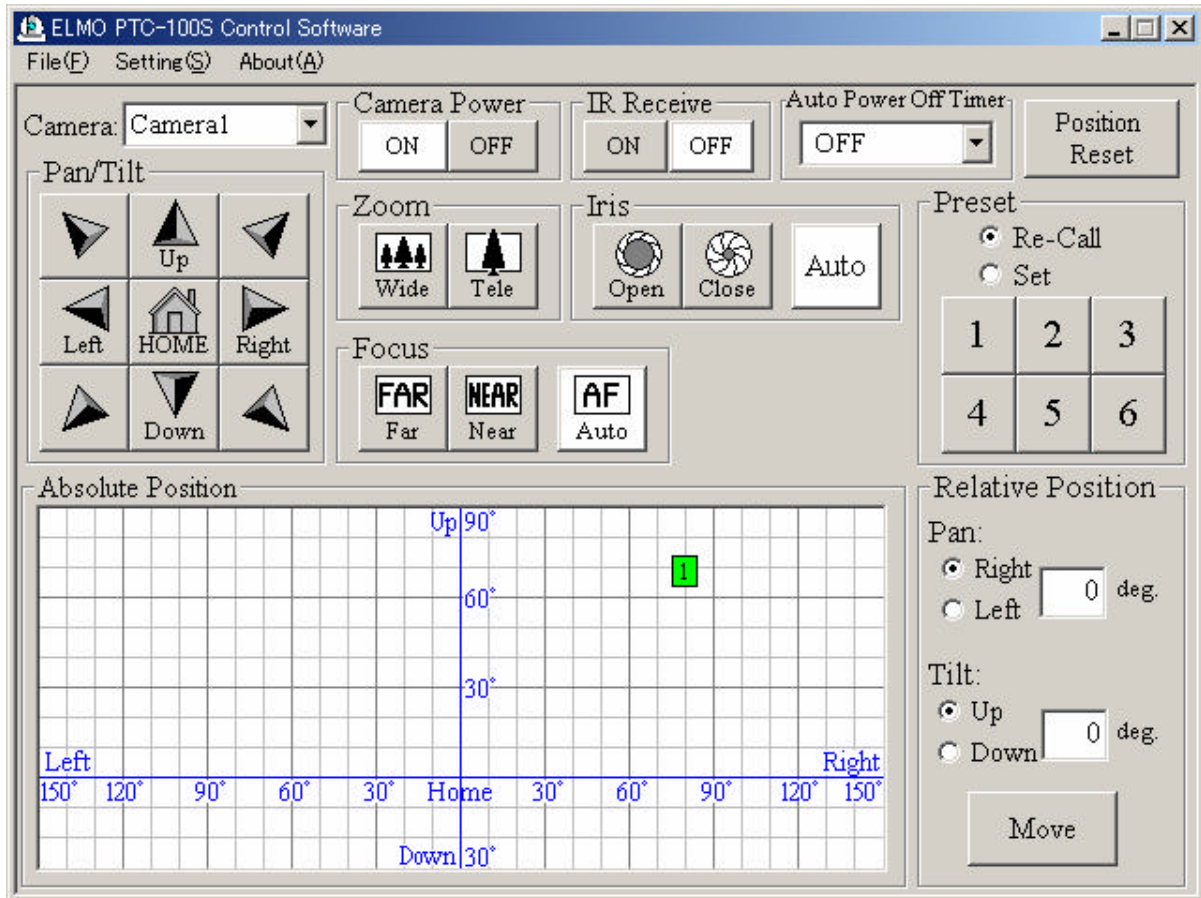 ELMO PTC-100S Control Software
File(F) Setting(S) About(A)
Camera: Camera1
Camera Power
ON OFF
IR Receive
ON OFF
Auto Power Off Timer
OFF
Position
Reset
Pan/Tilt
Up
Left HOME Right
Down
Zoom
Wide Tele
Iris
Open Close Auto
Focus
FAR NEAR AF
Far Near Auto
Preset
Re-Call
Set
1 2 3
4 5 6
Absolute Position
Up 90°
1
60°
30°
Left Right
150° 120° 90° 60° 30° Home 30° 60° 90° 120° 150°
Down 30°
Relative Position
Pan:
Right
Left
0 deg.
Tilt:
Up
Down
0 deg.
Move